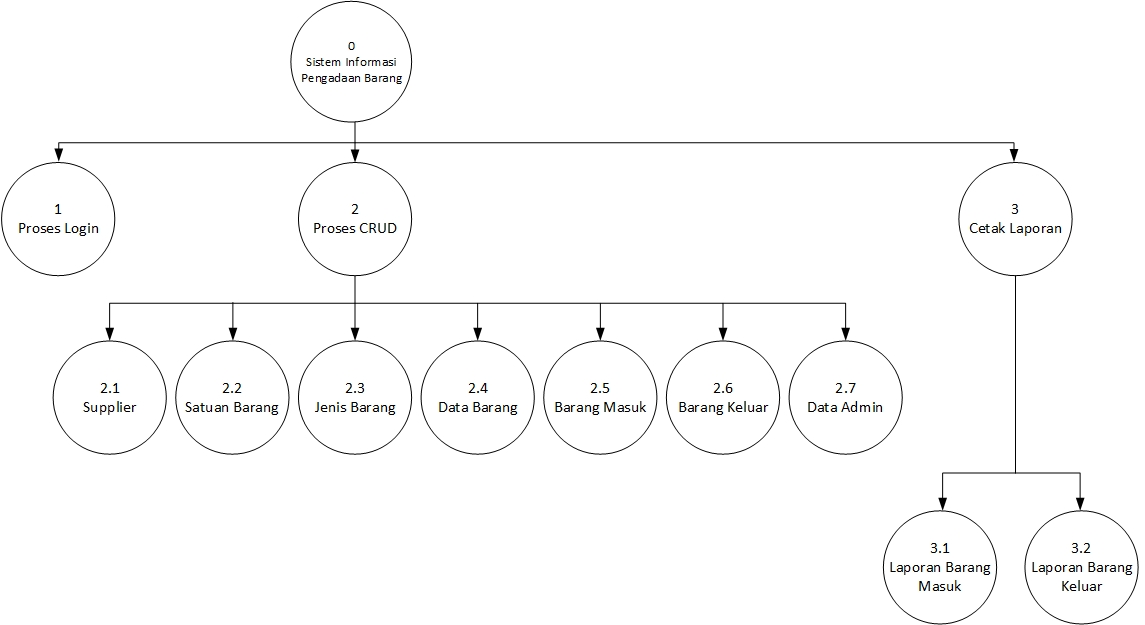 0
Sistem Informasi
Pengadaan Barang
1
Proses Login
2
Proses CRUD
3
Cetak Laporan
2.1
Supplier
2.2
Satuan Barang
2.3
Jenis Barang
2.4
Data Barang
2.5
Barang Masuk
2.6
Barang Keluar
2.7
Data Admin
3.1
Laporan Barang
Masuk
3.2
Laporan Barang
Keluar